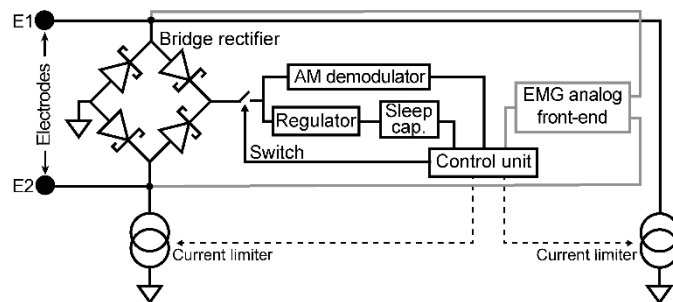 E1
Bridge rectifier
AM demodulator
EMG analog
front-end
Electrodes
Regulator
Sleep
cap.
Switch
Control unit
E2
Current limiter
Current limiter